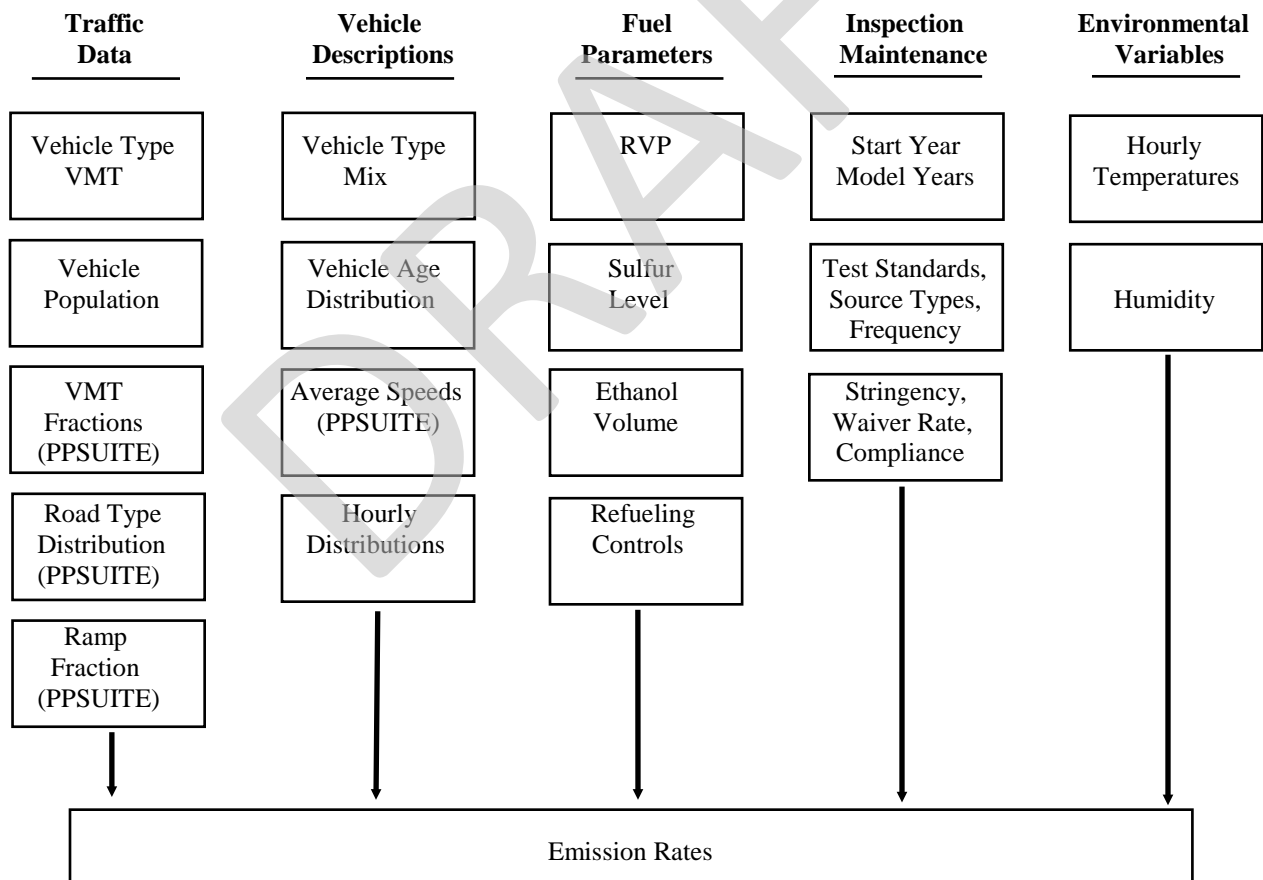 Traffic
Data
Vehicle
Descriptions
Fuel
Parameters
Inspection
Maintenance
Environmental
Variables
Vehicle Type
VMT
Vehicle
Population
VMT
Fractions
(PPSUITE)
Road Type
Distribution
(PPSUITE)
Ramp
Fraction
(PPSUITE)
Vehicle Type
Mix
Vehicle Age
Distribution
Average Speeds
(PPSUITE)
Hourly
Distributions
RVP
Sulfur
Level
Ethanol
Volume
Refueling
Controls
Start Year
Model Years
Test Standards,
Source Types,
Frequency
Stringency,
Waiver Rate,
Compliance
Hourly
Temperatures
Humidity
Emission Rates
DRAF